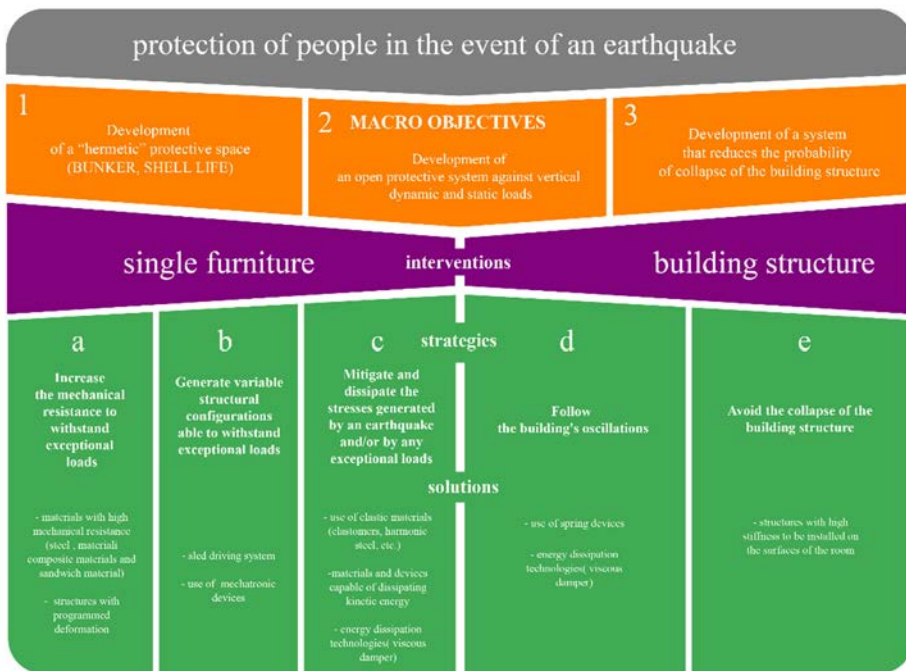 protection of people in the event of an earthquake
1
Development
of a “hermetic” protective space
(BUNKER, SHELL LIFE)
2
MACRO OBJECTIVES
Development of
an open protective system against vertical
dynamic and static loads
3
Development of a system
that reduces the probability
of collapse of the building structure
single furniture
interventions
building structure
strategies
a
Increase
the mechanical
resistance to
withstand
exceptional
loads
b
Generate variable
structural
configurations
able to withstand
exceptional loads
c
Mitigate and
dissipate the
stresses generated
by an earthquake
and/or by any
exceptional loads
d
Follow
the building's oscillations
e
Avoid the collapse of the
building structure
solutions
- materials with high
mechanical resistance
(steel , materiali
composite materials and
sandwich material)
- structures with
programmed
deformation
- sled driving system
- use of mechatronic
devices
- use of elastic materials
(elastomers, harmonic
steel, etc.)
-materials and devices
capable of dissipating
kinetic energy
- energy dissipation
technologies( viscous
damper)
- use of spring devices
- energy dissipation
technologies( viscous
damper)
- structures with high
stiffness to be installed on
the surfaces of the room